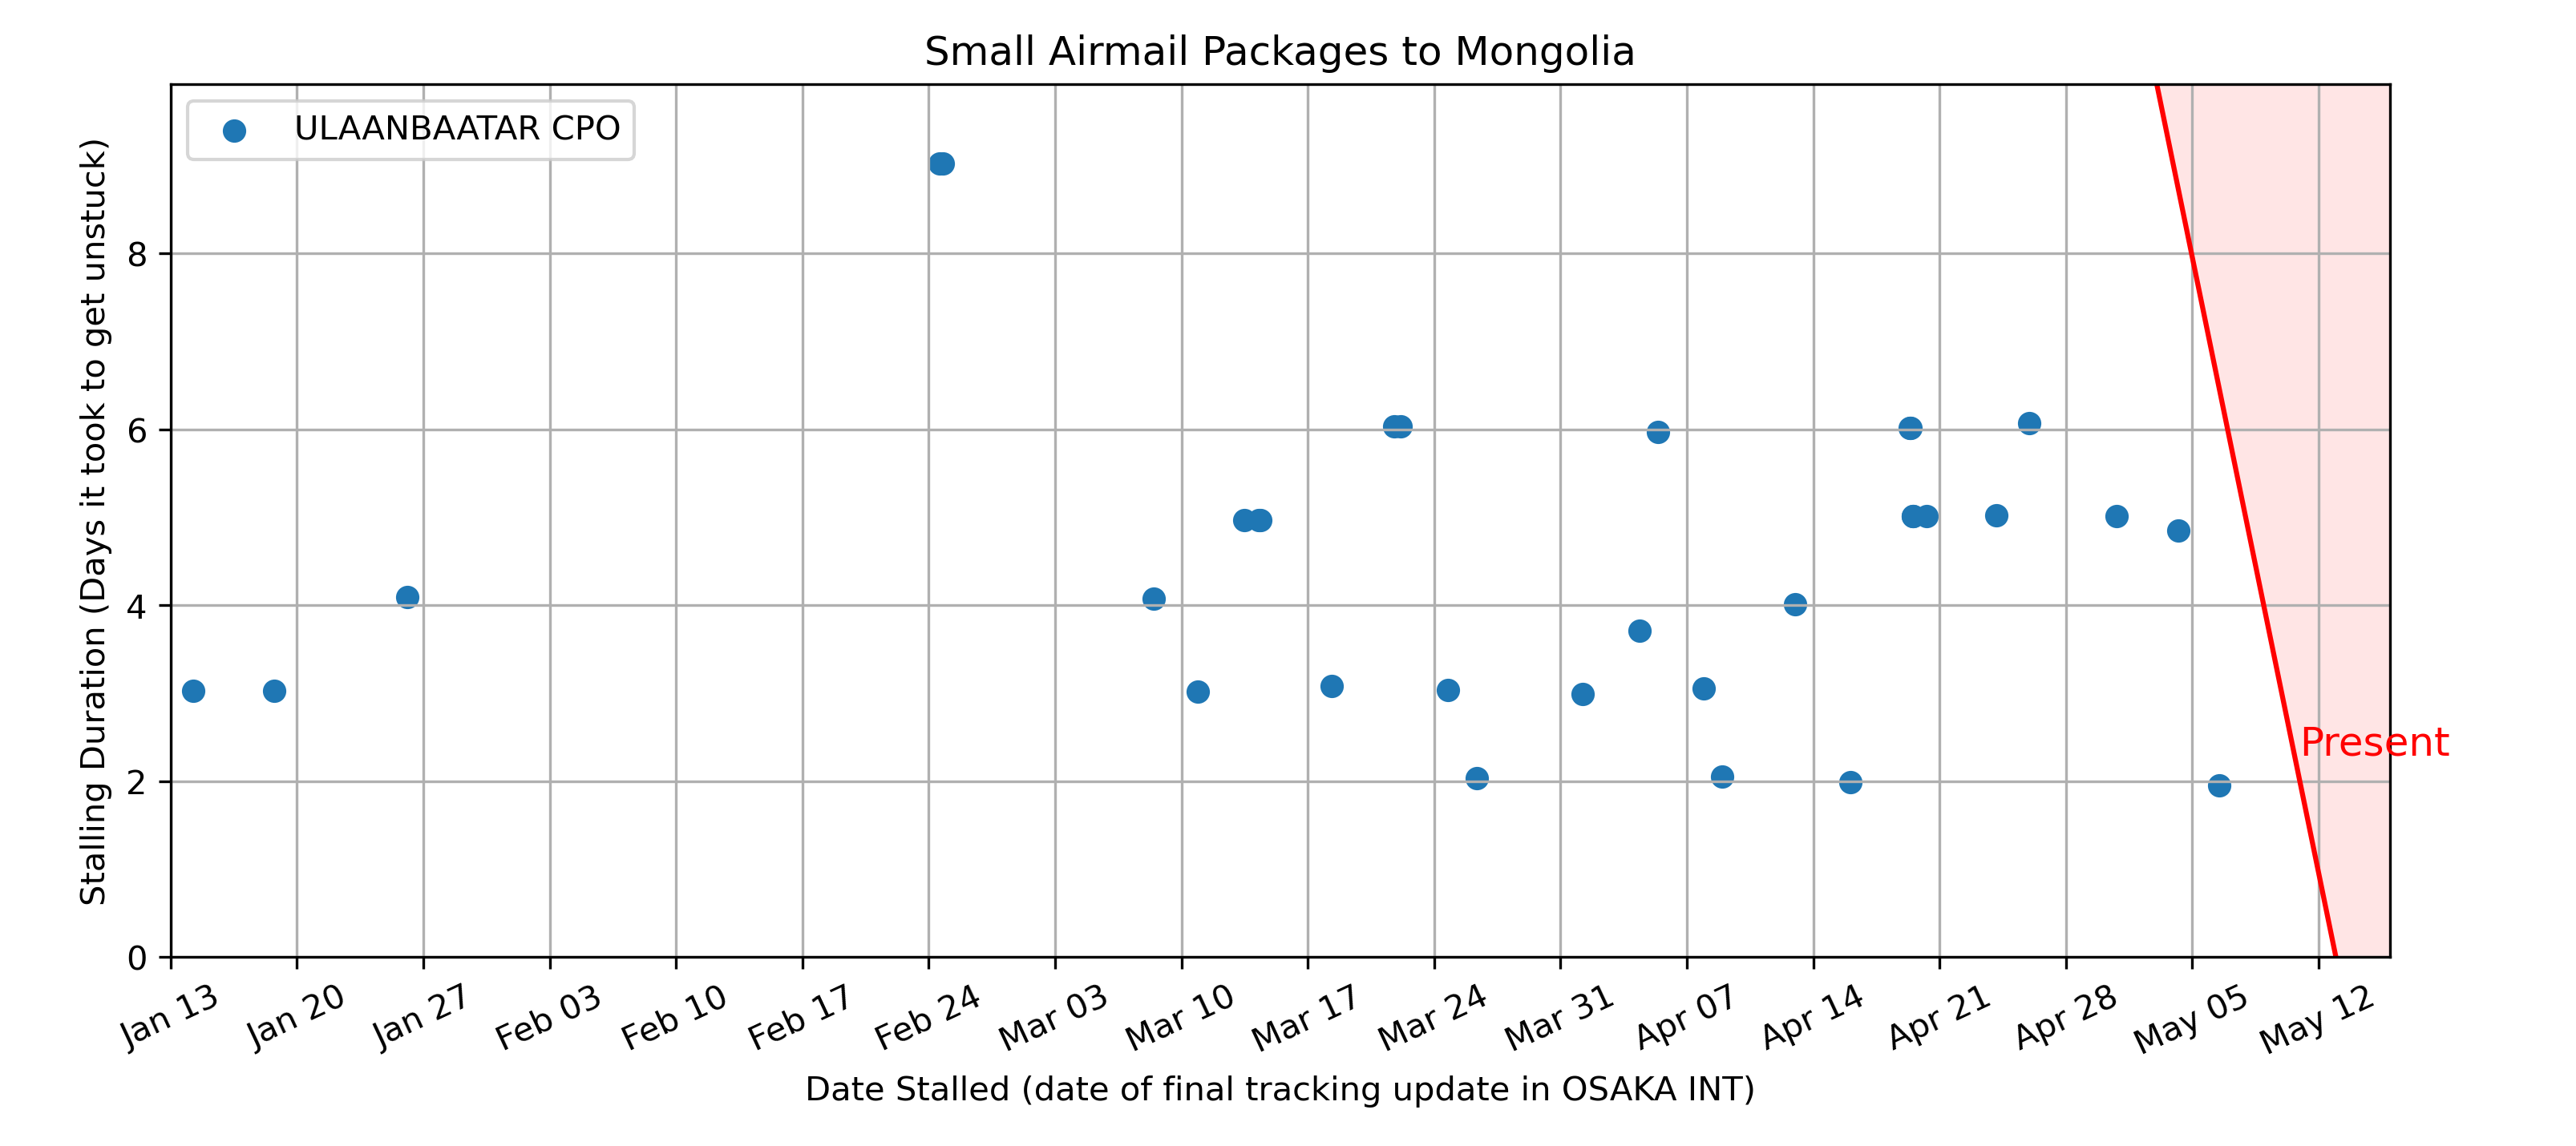 Small Airmail Packages to Mongolia
ULAANBAATAR CPO
Stalling Duration (Days it took to get unstuck)
8
6
4
2
0
Present
Jan 13
Jan 20
Jan 27
Feb 03
Feb 10
Feb 17
Feb 24
Mar 03
Mar 10
Mar 17
Mar 24
Mar 31
Apr 07
Apr 14
Apr 21
Apr 28
May 05
May 12
Date Stalled (date of final tracking update in OSAKA INT)